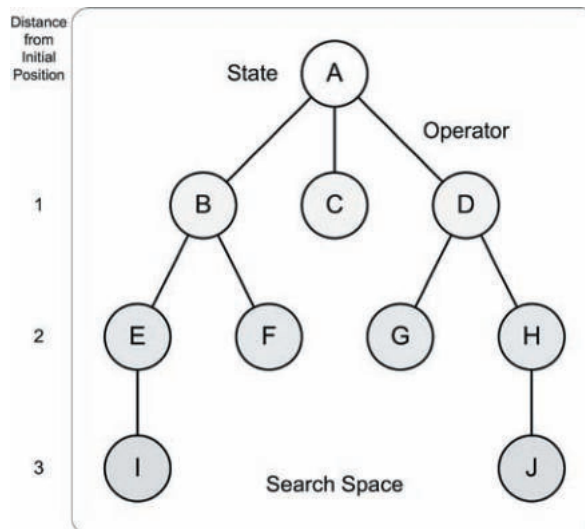 Distance
from
Initial
Position
State
A
Operator
1
B
C
D
2
E
F
G
H
3
I
J
Search Space